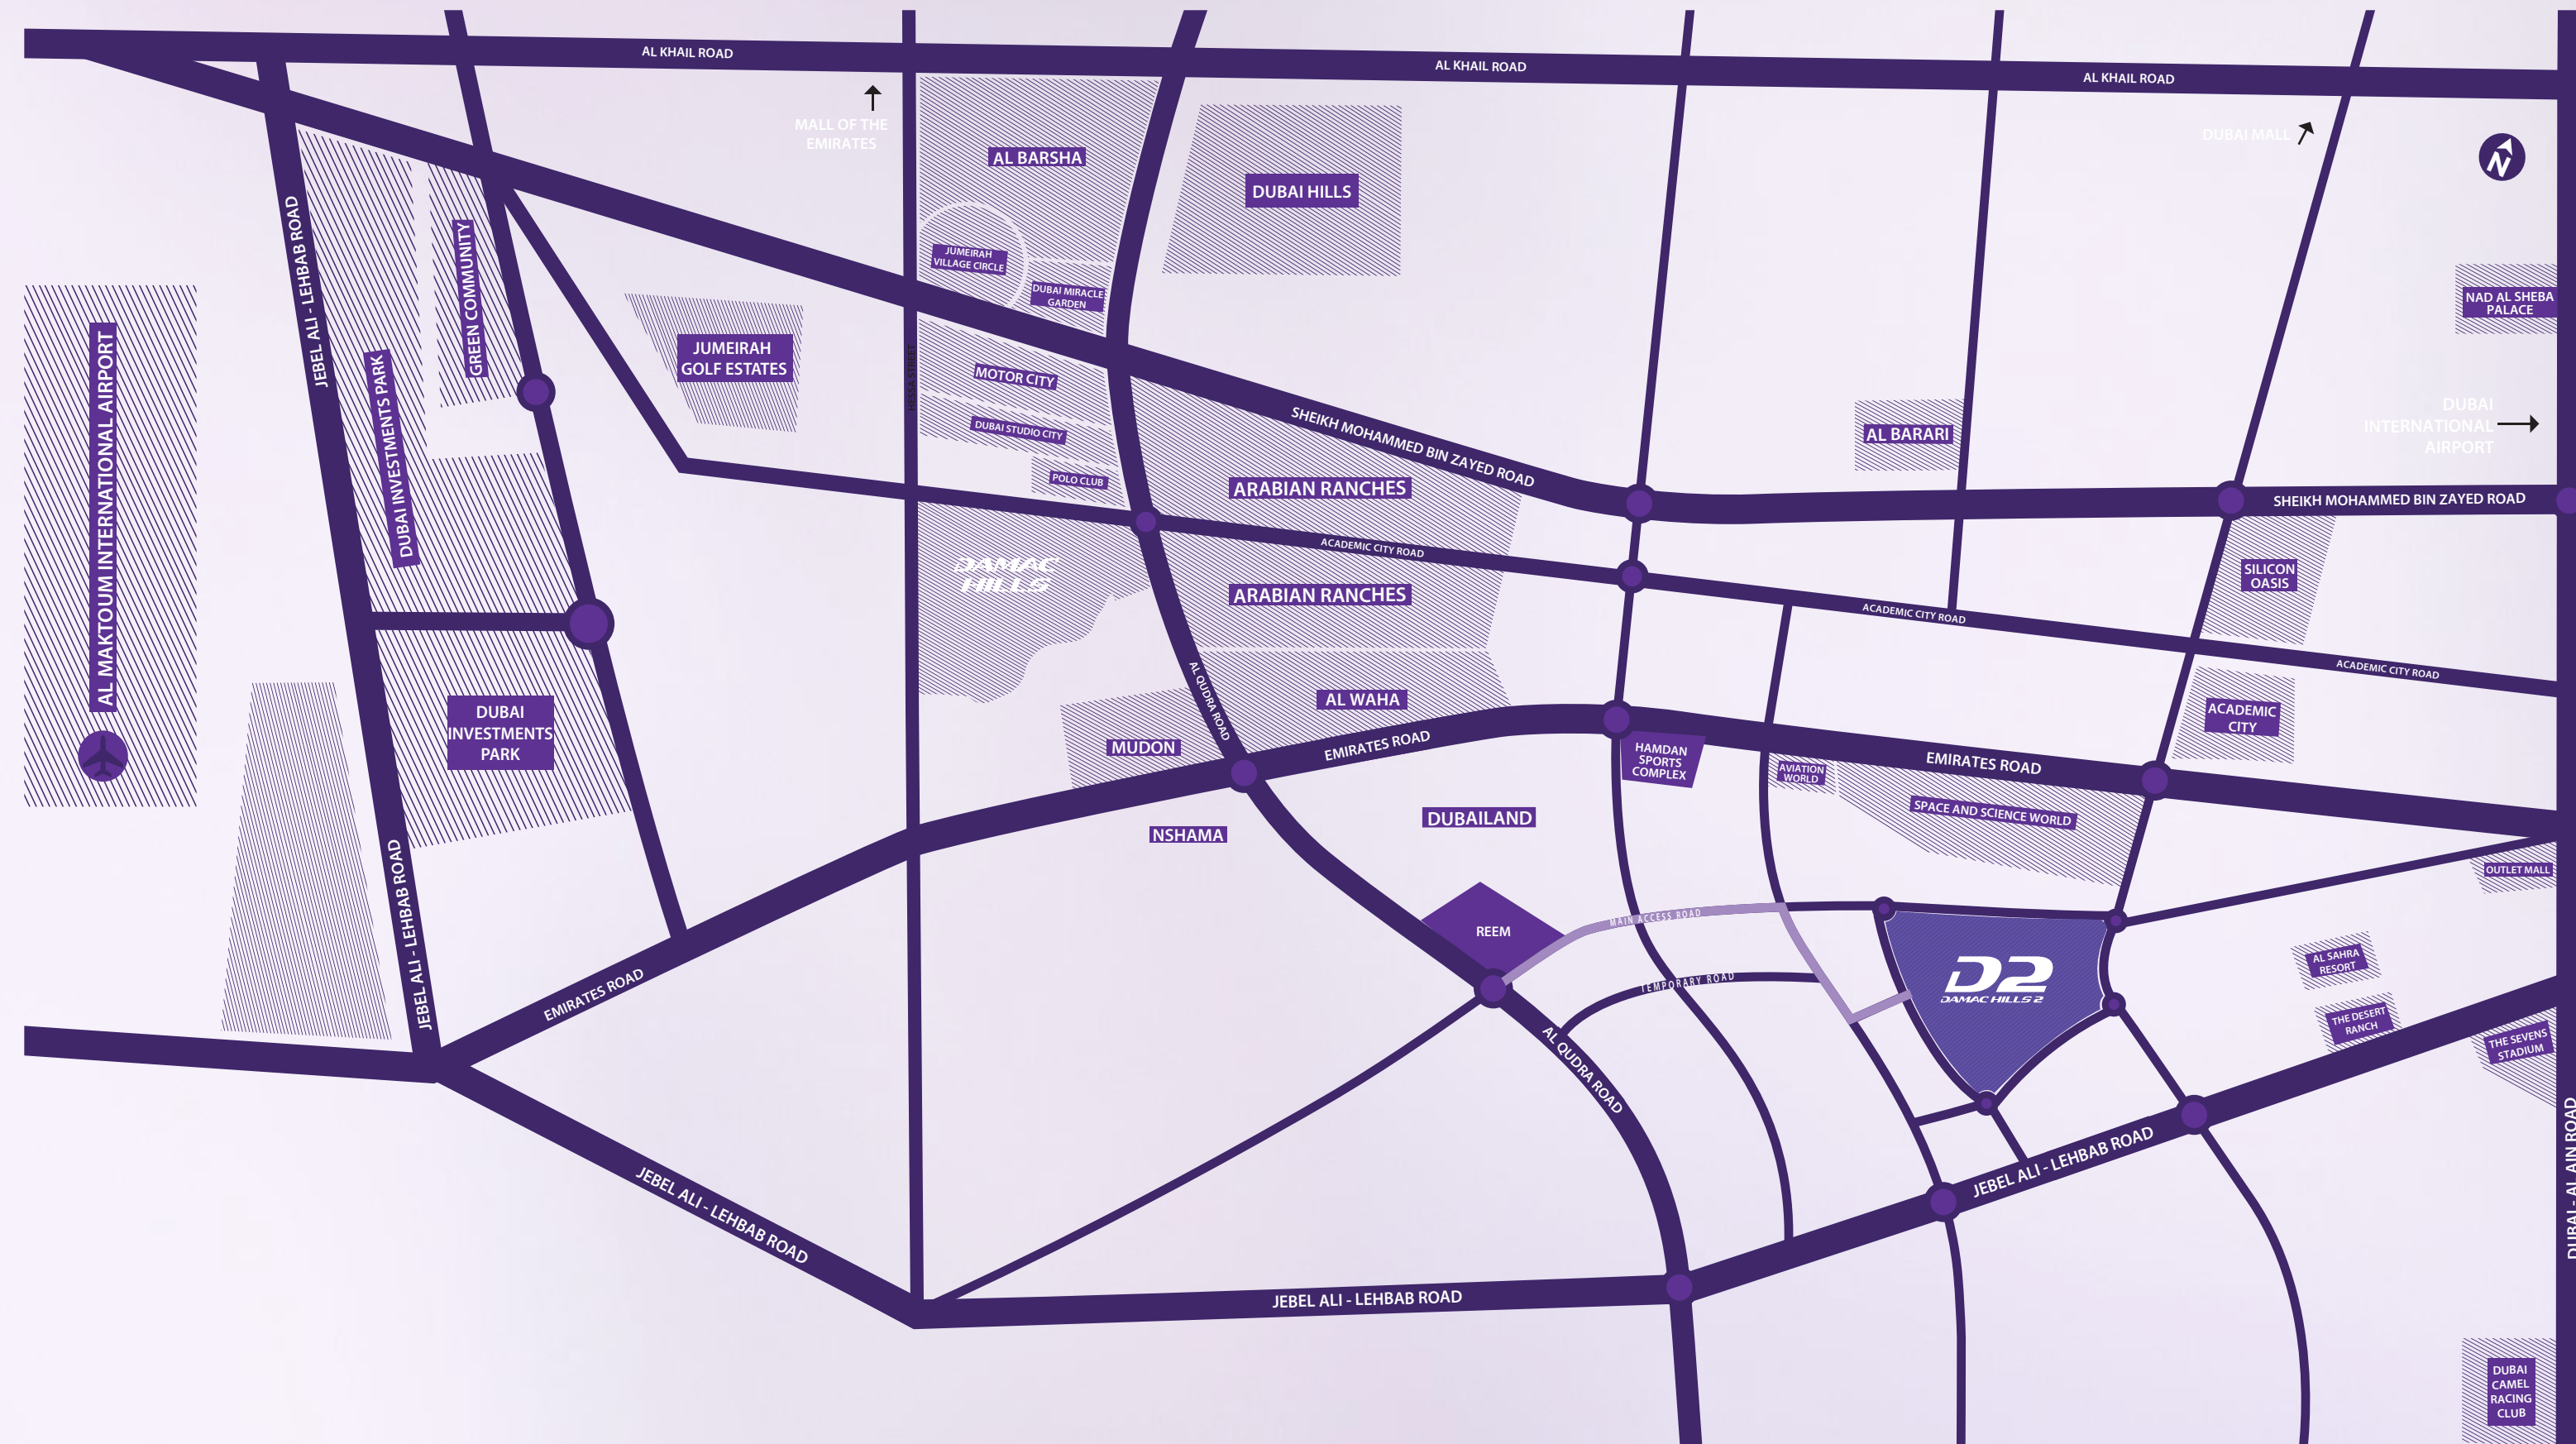 AL KHAIL ROAD
AL KHAIL ROAD
AL KHAIL ROAD
MALL OF THE
EMIRATES
DUBAI MALL
N
AL BARSHA
DUBAI HILLS
JEBEL ALI - LEHBAB ROAD
GREEN COMMUNITY
JUMEIRAH
VILLAGE CIRCLE
DUBAI MIRACLE
GARDEN
NAD AL SHEBA
PALACE
AL MAKTOUM INTERNATIONAL AIRPORT
DUBAI INVESTMENTS PARK
JUMEIRAH
GOLF ESTATES
HESSA STREET
MOTOR CITY
DUBAI STUDIO CITY
POLO CLUB
SHEIKH MOHAMMED BIN ZAYED ROAD
AL BARARI
DUBAI
INTERNATIONAL
AIRPORT
ARABIAN RANCHES
SHEIKH MOHAMMED BIN ZAYED ROAD
ACADEMIC CITY ROAD
DAMAC
HILLS
ARABIAN RANCHES
SILICON
OASIS
ACADEMIC CITY ROAD
ACADEMIC CITY ROAD
AL QUDRA ROAD
AL WAHA
ACADEMIC
CITY
DUBAI
INVESTMENTS
PARK
MUDON
EMIRATES ROAD
HAMDAN
SPORTS
COMPLEX
AVIATION
WORLD
EMIRATES ROAD
SPACE AND SCIENCE WORLD
NSHAMA
DUBAILAND
OUTLET MALL
JEBEL ALI - LEHBAB ROAD
REEM
MAIN ACCESS ROAD
TEMPORARY ROAD
D2
DAMAC HILLS 2
AL SAHRA
RESORT
THE DESERT
RANCH
THE SEVENS
STADIUM
EMIRATES ROAD
AL QUDRA ROAD
JEBEL ALI - LEHBAB ROAD
JEBEL ALI - LEHBAB ROAD
DUBAI - AL - AIN ROAD
JEBEL ALI - LEHBAB ROAD
DUBAI
CAMEL
RACING
CLUB